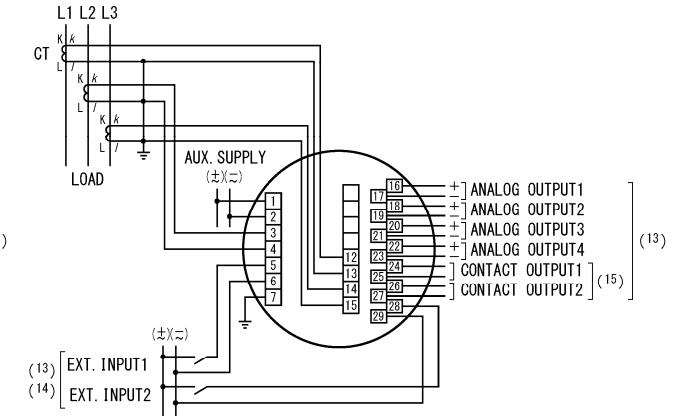 L1 L2 L3
CT
K k
L l
K k
L l
K k
L l
LOAD
AUX. SUPPLY
(±)(∓)
1
2
3
4
5
6
7
12
13
14
15
16
17
18
19
20
21
22
23
24
25
26
27
28
29
+
−
ANALOG OUTPUT1
+
−
ANALOG OUTPUT2
+
−
ANALOG OUTPUT3
+
−
ANALOG OUTPUT4
(13)
CONTACT OUTPUT1
CONTACT OUTPUT2
(15)
)
(±)(∓)
(13)
EXT. INPUT1
(14)
EXT. INPUT2